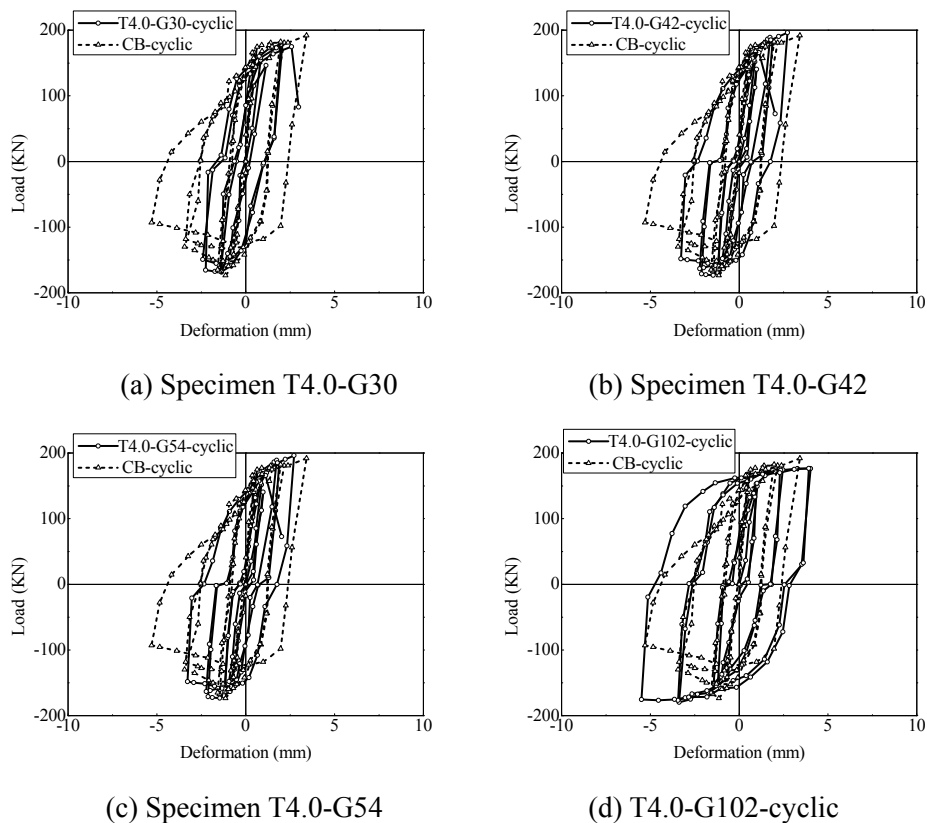 T4.0-G30-cyclic
CB-cyclic
200
100
0
-100
-200
-10
-5
0
5
10
Load (KN)
Deformation (mm)
(a) Specimen T4.0-G30
T4.0-G42-cyclic
CB-cyclic
200
100
0
-100
-200
-10
-5
0
5
10
Load (KN)
Deformation (mm)
(b) Specimen T4.0-G42
T4.0-G54-cyclic
CB-cyclic
200
100
0
-100
-200
-10
-5
0
5
10
Load (KN)
Deformation (mm)
(c) Specimen T4.0-G54
T4.0-G102-cyclic
CB-cyclic
200
100
0
-100
-200
-10
-5
0
5
10
Load (KN)
Deformation (mm)
(d) T4.0-G102-cyclic